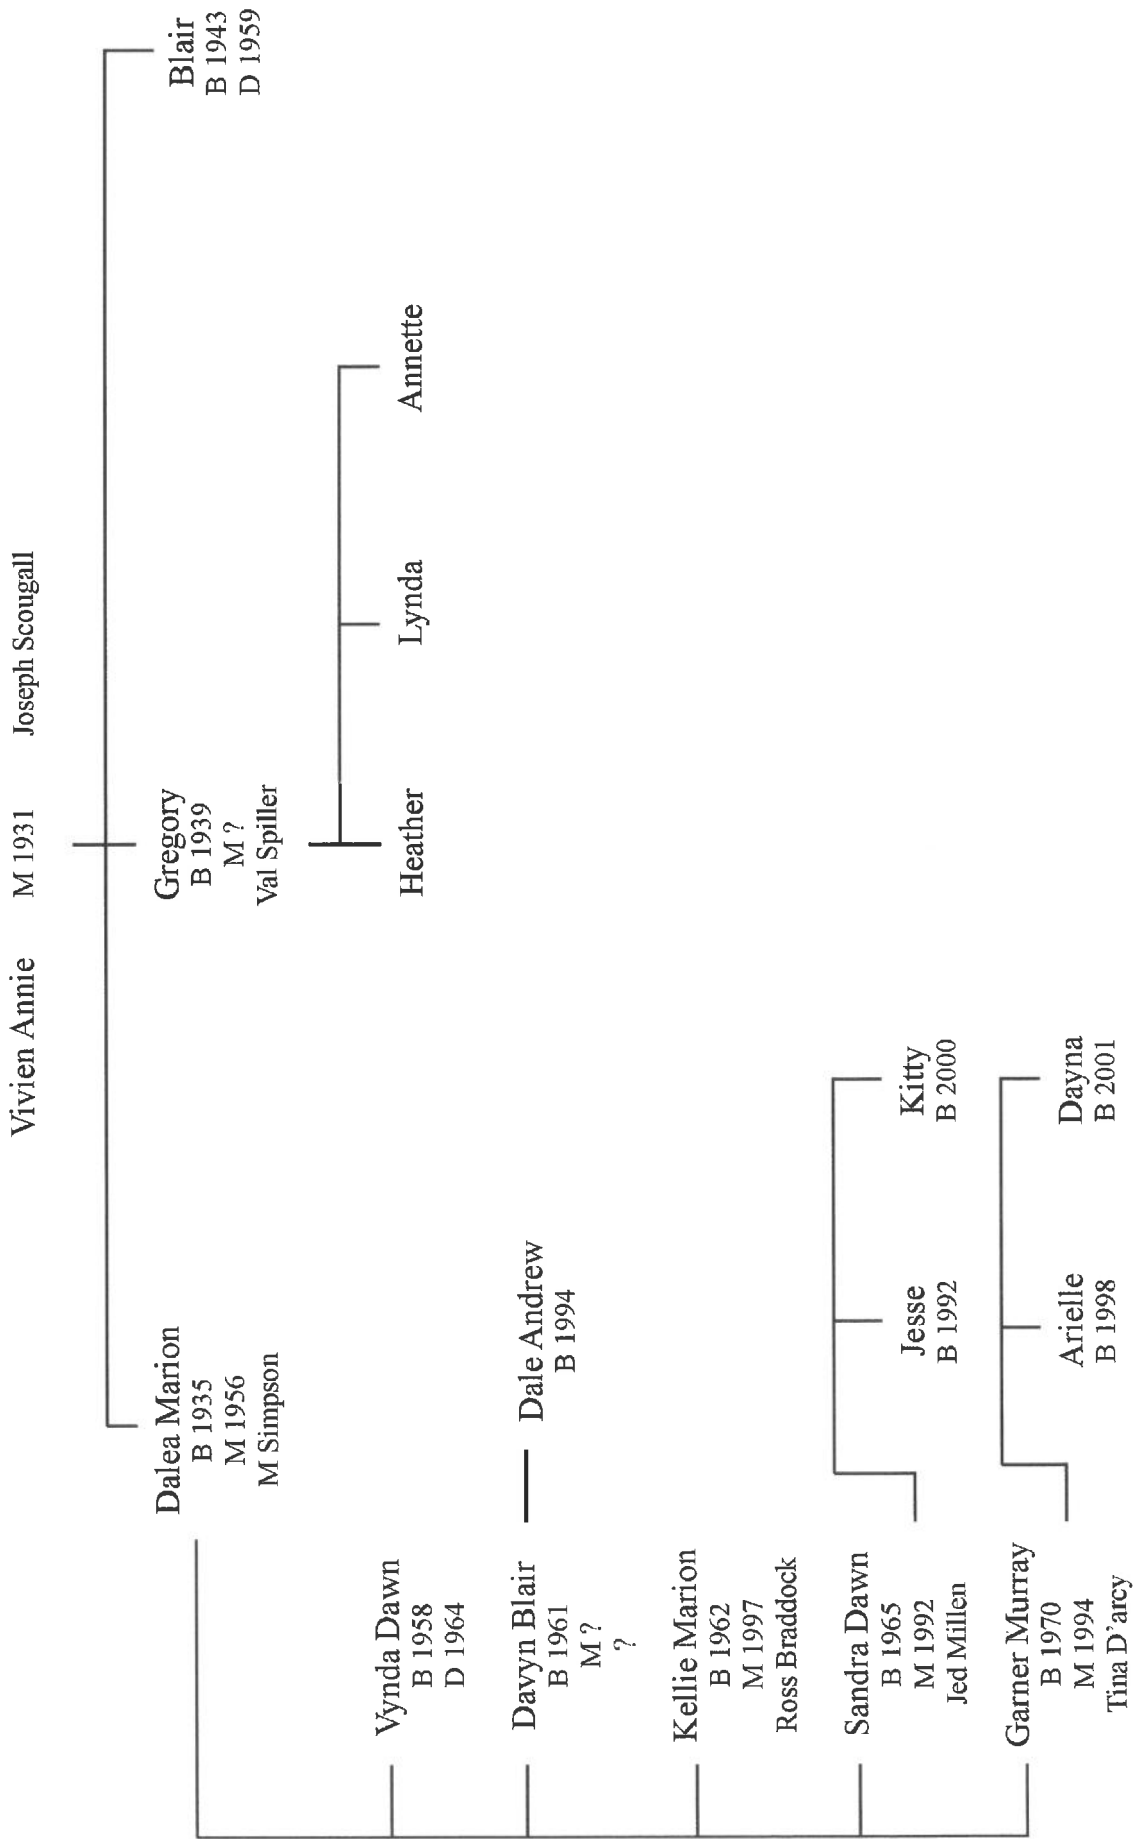 Vivien Annie M 1931 Joseph Scougall
Dalea Marion
B 1935
M 1956
M Simpson
Gregory
B 1939
M ?
Val Spiller
Blair
B 1943
D 1959
Heather
Lynda
Annette
Vynda Dawn
B 1958
D 1964
Davyn Blair
B 1961
M ?
?
Dale Andrew
B 1994
Kellie Marion
B 1962
M 1997
Ross Braddock
Sandra Dawn
B 1965
M 1992
Jed Millen
Jesse
B 1992
Kitty
B 2000
Garner Murray
B 1970
M 1994
Tina D'arcy
Arielle
B 1998
Dayna
B 2001